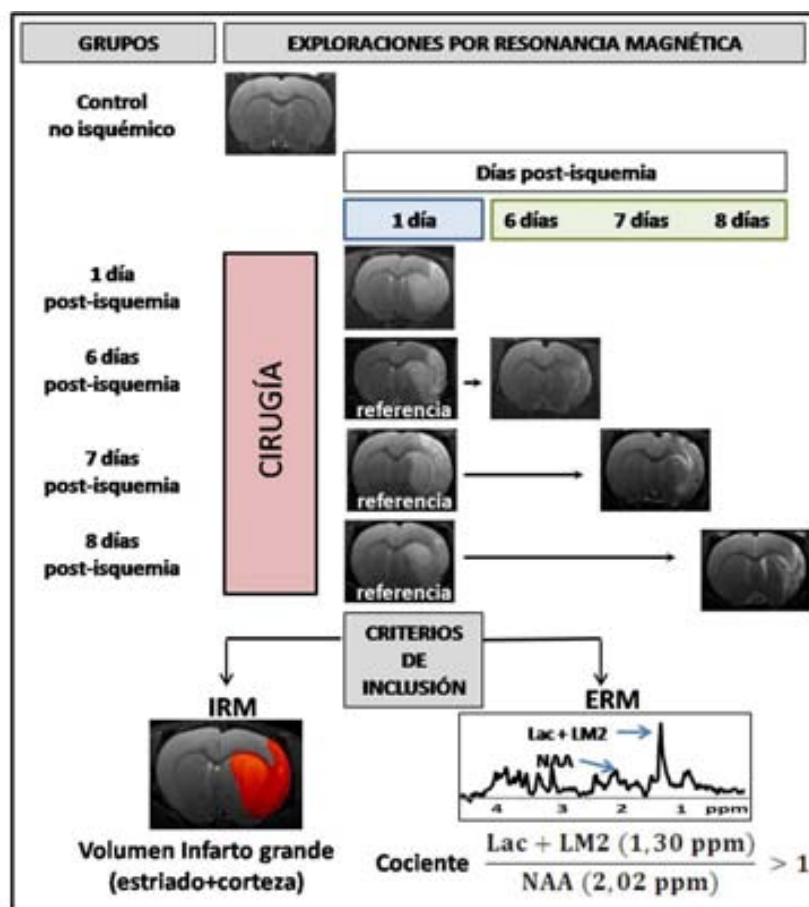 GRUPOS
EXPLORACIONES POR RESONANCIA MAGNÉTICA
Control
no isquémico
Días post-isquemia
1 día
6 días
7 días
8 días
CIRUGÍA
1 día
post-isquemia
6 días
post-isquemia
referencia
7 días
post-isquemia
referencia
8 días
post-isquemia
referencia
CRITERIOS
DE
INCLUSIÓN
IRM
Volumen Infarto grande
(estriado+corteza)
ERM
Lac + LM2
NAA
4 3 2 1 ppm
Cociente Lac + LM2 (1,30 ppm)
NAA (2,02 ppm) > 1